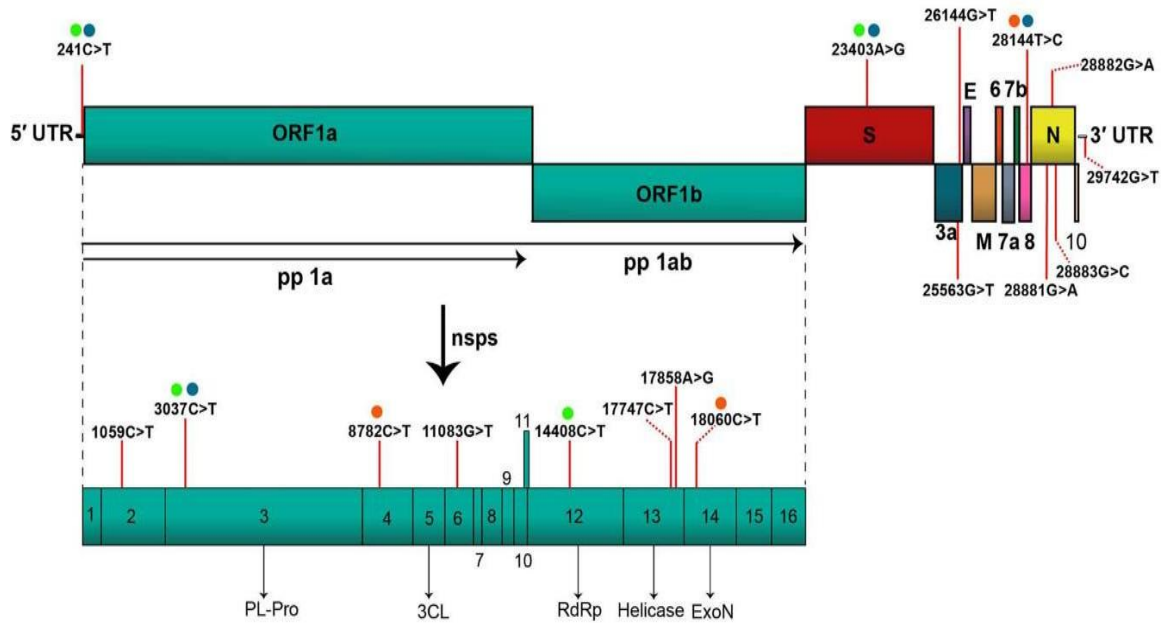 26144G>T
241C>T
23403A>G
28144T>C
28882G>A
E
6 7b
5′ UTR
ORF1a
S
N
3′ UTR
29742G>T
ORF1b
3a
M 7a 8
10
pp 1a
pp 1ab
28883G>C
25563G>T
28881G>A
nsps
17858A>G
3037C>T
17747C>T
18060C>T
1059C>T
8782C>T
11083G>T
11
14408C>T
9
1
2
3
4
5
6
8
12
13
14
15
16
7
10
PL-Pro
3CL
RdRp
Helicase
ExoN